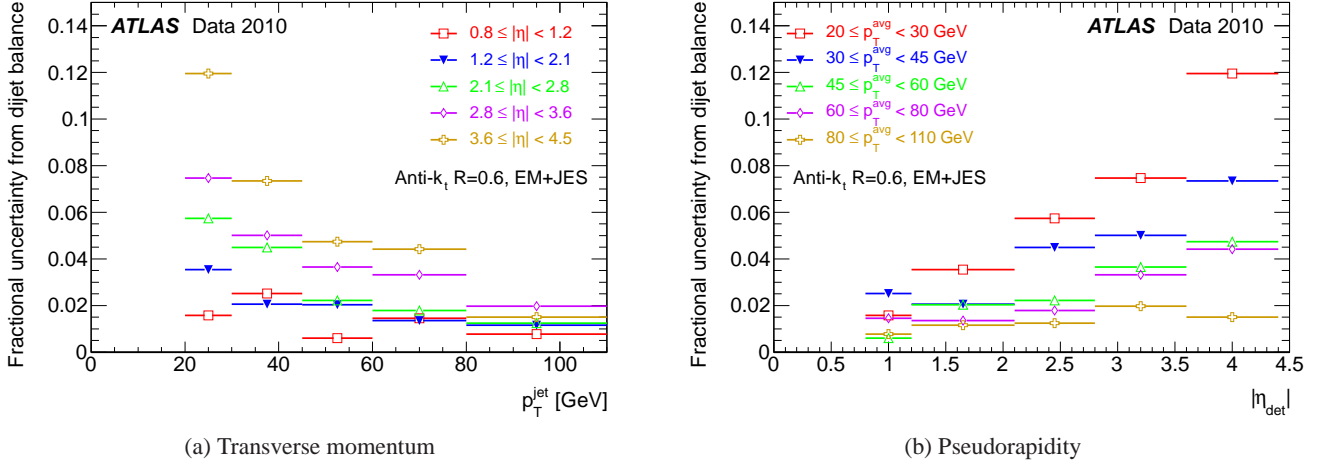 Fractional uncertainty from dijet balance
0.15
0.14
0.12
0.1
0.08
0.06
0.04
0.02
0
ATLAS Data 2010
0.8 ≤ |η| < 1.2
1.2 ≤ |η| < 2.1
2.1 ≤ |η| < 2.8
2.8 ≤ |η| < 3.6
3.6 ≤ |η| < 4.5
Anti-k_t R=0.6, EM+JES
0 20 40 60 80 100
p_T^jet [GeV]
(a) Transverse momentum
Fractional uncertainty from dijet balance
0.14
0.12
0.1
0.08
0.06
0.04
0.02
0
ATLAS Data 2010
20 ≤ p_T^avg < 30 GeV
30 ≤ p_T^avg < 45 GeV
45 ≤ p_T^avg < 60 GeV
60 ≤ p_T^avg < 80 GeV
80 ≤ p_T^avg < 110 GeV
Anti-k_t R=0.6, EM+JES
0 0.5 1 1.5 2 2.5 3 3.5 4 4.5
|η_det|
(b) Pseudorapidity